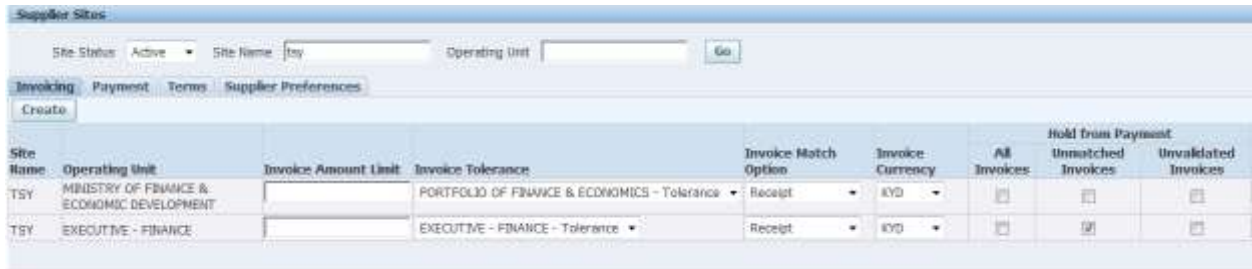 Supplier Sites
Site Status Active Site Name tsy Operating Unit Go
Invoicing Payment Terms Supplier Preferences
Create
Hold from Payment
Site Name Operating Unit Invoice Amount Limit Invoice Tolerance Invoice Match Option Invoice Currency All Invoices Unmatched Invoices Unvalidated Invoices
TSY MINISTRY OF FINANCE & ECONOMIC DEVELOPMENT PORTFOLIO OF FINANCE & ECONOMICS - Tolerance Receipt KYD
TSY EXECUTIVE - FINANCE EXECUTIVE - FINANCE - Tolerance Receipt KYD